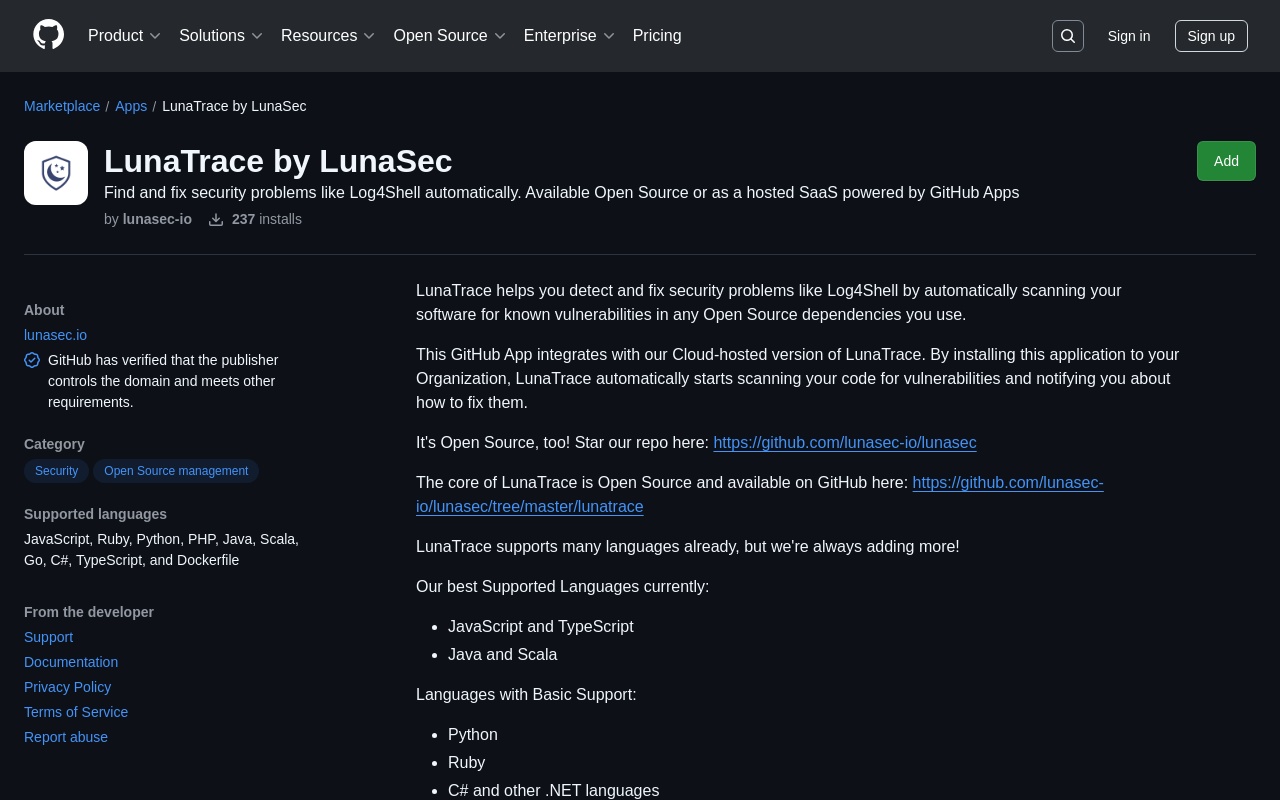 Product Solutions Resources Open Source Enterprise Pricing Sign in Sign up
Marketplace / Apps / LunaTrace by LunaSec
LunaTrace by LunaSec
Add
Find and fix security problems like Log4Shell automatically. Available Open Source or as a hosted SaaS powered by GitHub Apps
by lunasec-io 237 installs
About
lunasec.io
GitHub has verified that the publisher
controls the domain and meets other
requirements.
Category
Security Open Source management
Supported languages
JavaScript, Ruby, Python, PHP, Java, Scala,
Go, C#, TypeScript, and Dockerfile
From the developer
Support
Documentation
Privacy Policy
Terms of Service
Report abuse
LunaTrace helps you detect and fix security problems like Log4Shell by automatically scanning your
software for known vulnerabilities in any Open Source dependencies you use.
This GitHub App integrates with our Cloud-hosted version of LunaTrace. By installing this application to your
Organization, LunaTrace automatically starts scanning your code for vulnerabilities and notifying you about
how to fix them.
It's Open Source, too! Star our repo here: https://github.com/lunasec-io/lunasec
The core of LunaTrace is Open Source and available on GitHub here: https://github.com/lunasec-
io/lunasec/tree/master/lunatrace
LunaTrace supports many languages already, but we're always adding more!
Our best Supported Languages currently:
JavaScript and TypeScript
Java and Scala
Languages with Basic Support:
Python
Ruby
C# and other .NET languages